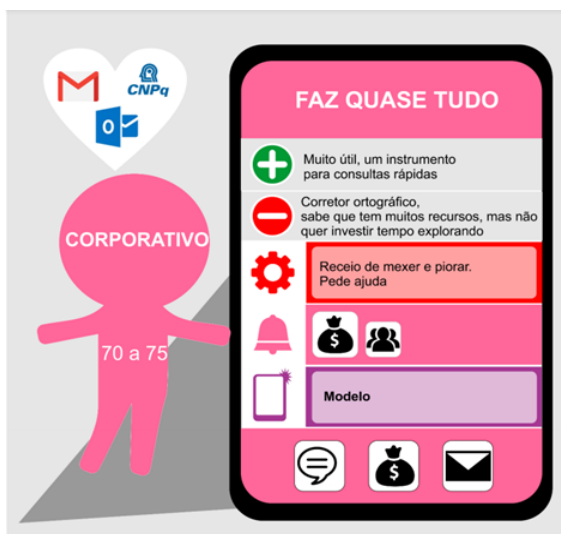 CNPq
FAZ QUASE TUDO
Muito útil, um instrumento
para consultas rápidas
Corretor ortográfico,
sabe que tem muitos recursos, mas não
quer investir tempo explorando
CORPORATIVO
Receio de mexer e piorar.
Pede ajuda
$
70 a 75
Modelo
$